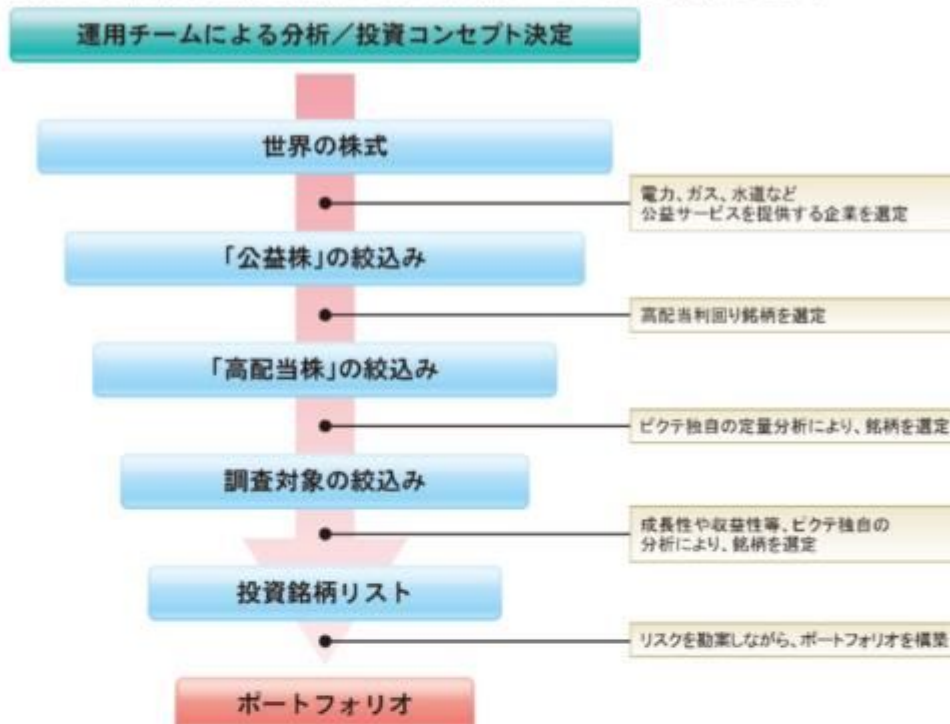 運用チームによる分析／投資コンセプト決定
世界の株式
電力、ガス、水道など
公益サービスを提供する企業を選定
「公益株」の絞込み
高配当利回り銘柄を選定
「高配当株」の絞込み
ピクテ独自の定量分析により、銘柄を選定
調査対象の絞込み
成長性や収益性等、ピクテ独自の
分析により、銘柄を選定
投資銘柄リスト
リスクを勘案しながら、ポートフォリオを構築
ポートフォリオ